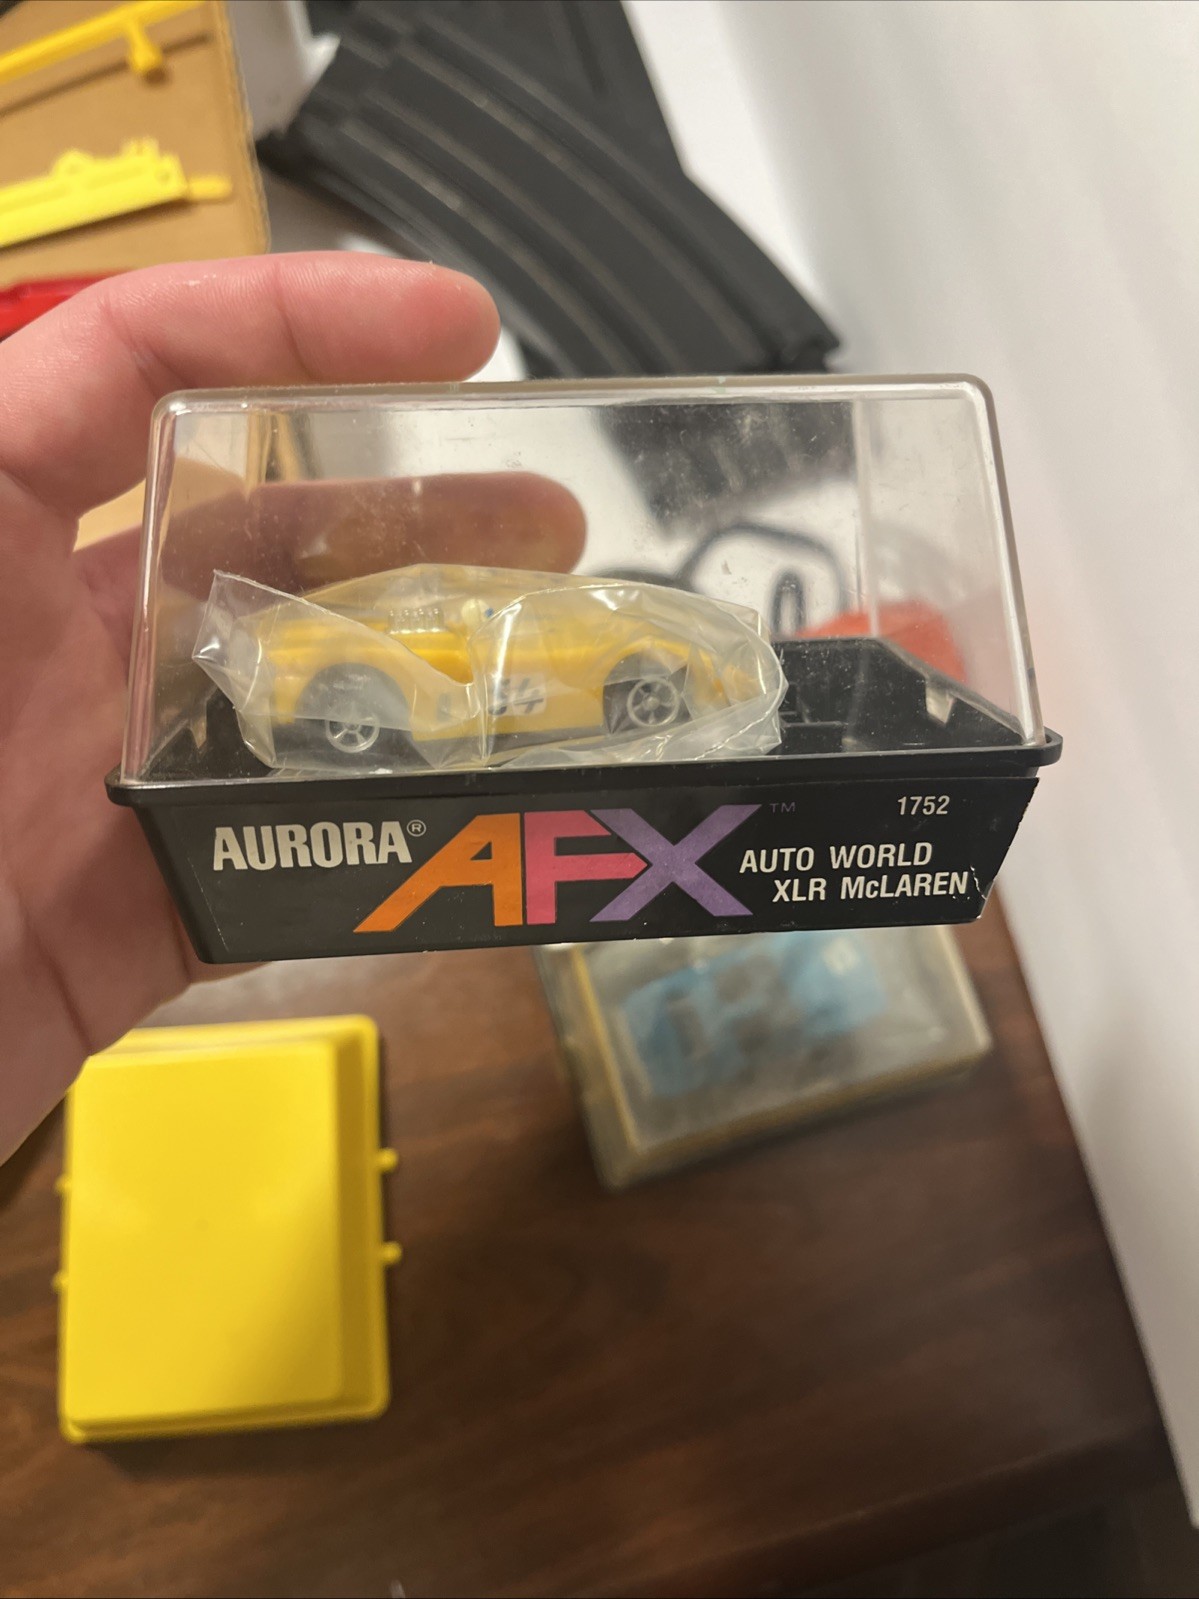 54
AURORA® AFX™
1752
AUTO WORLD
XLR McLAREN